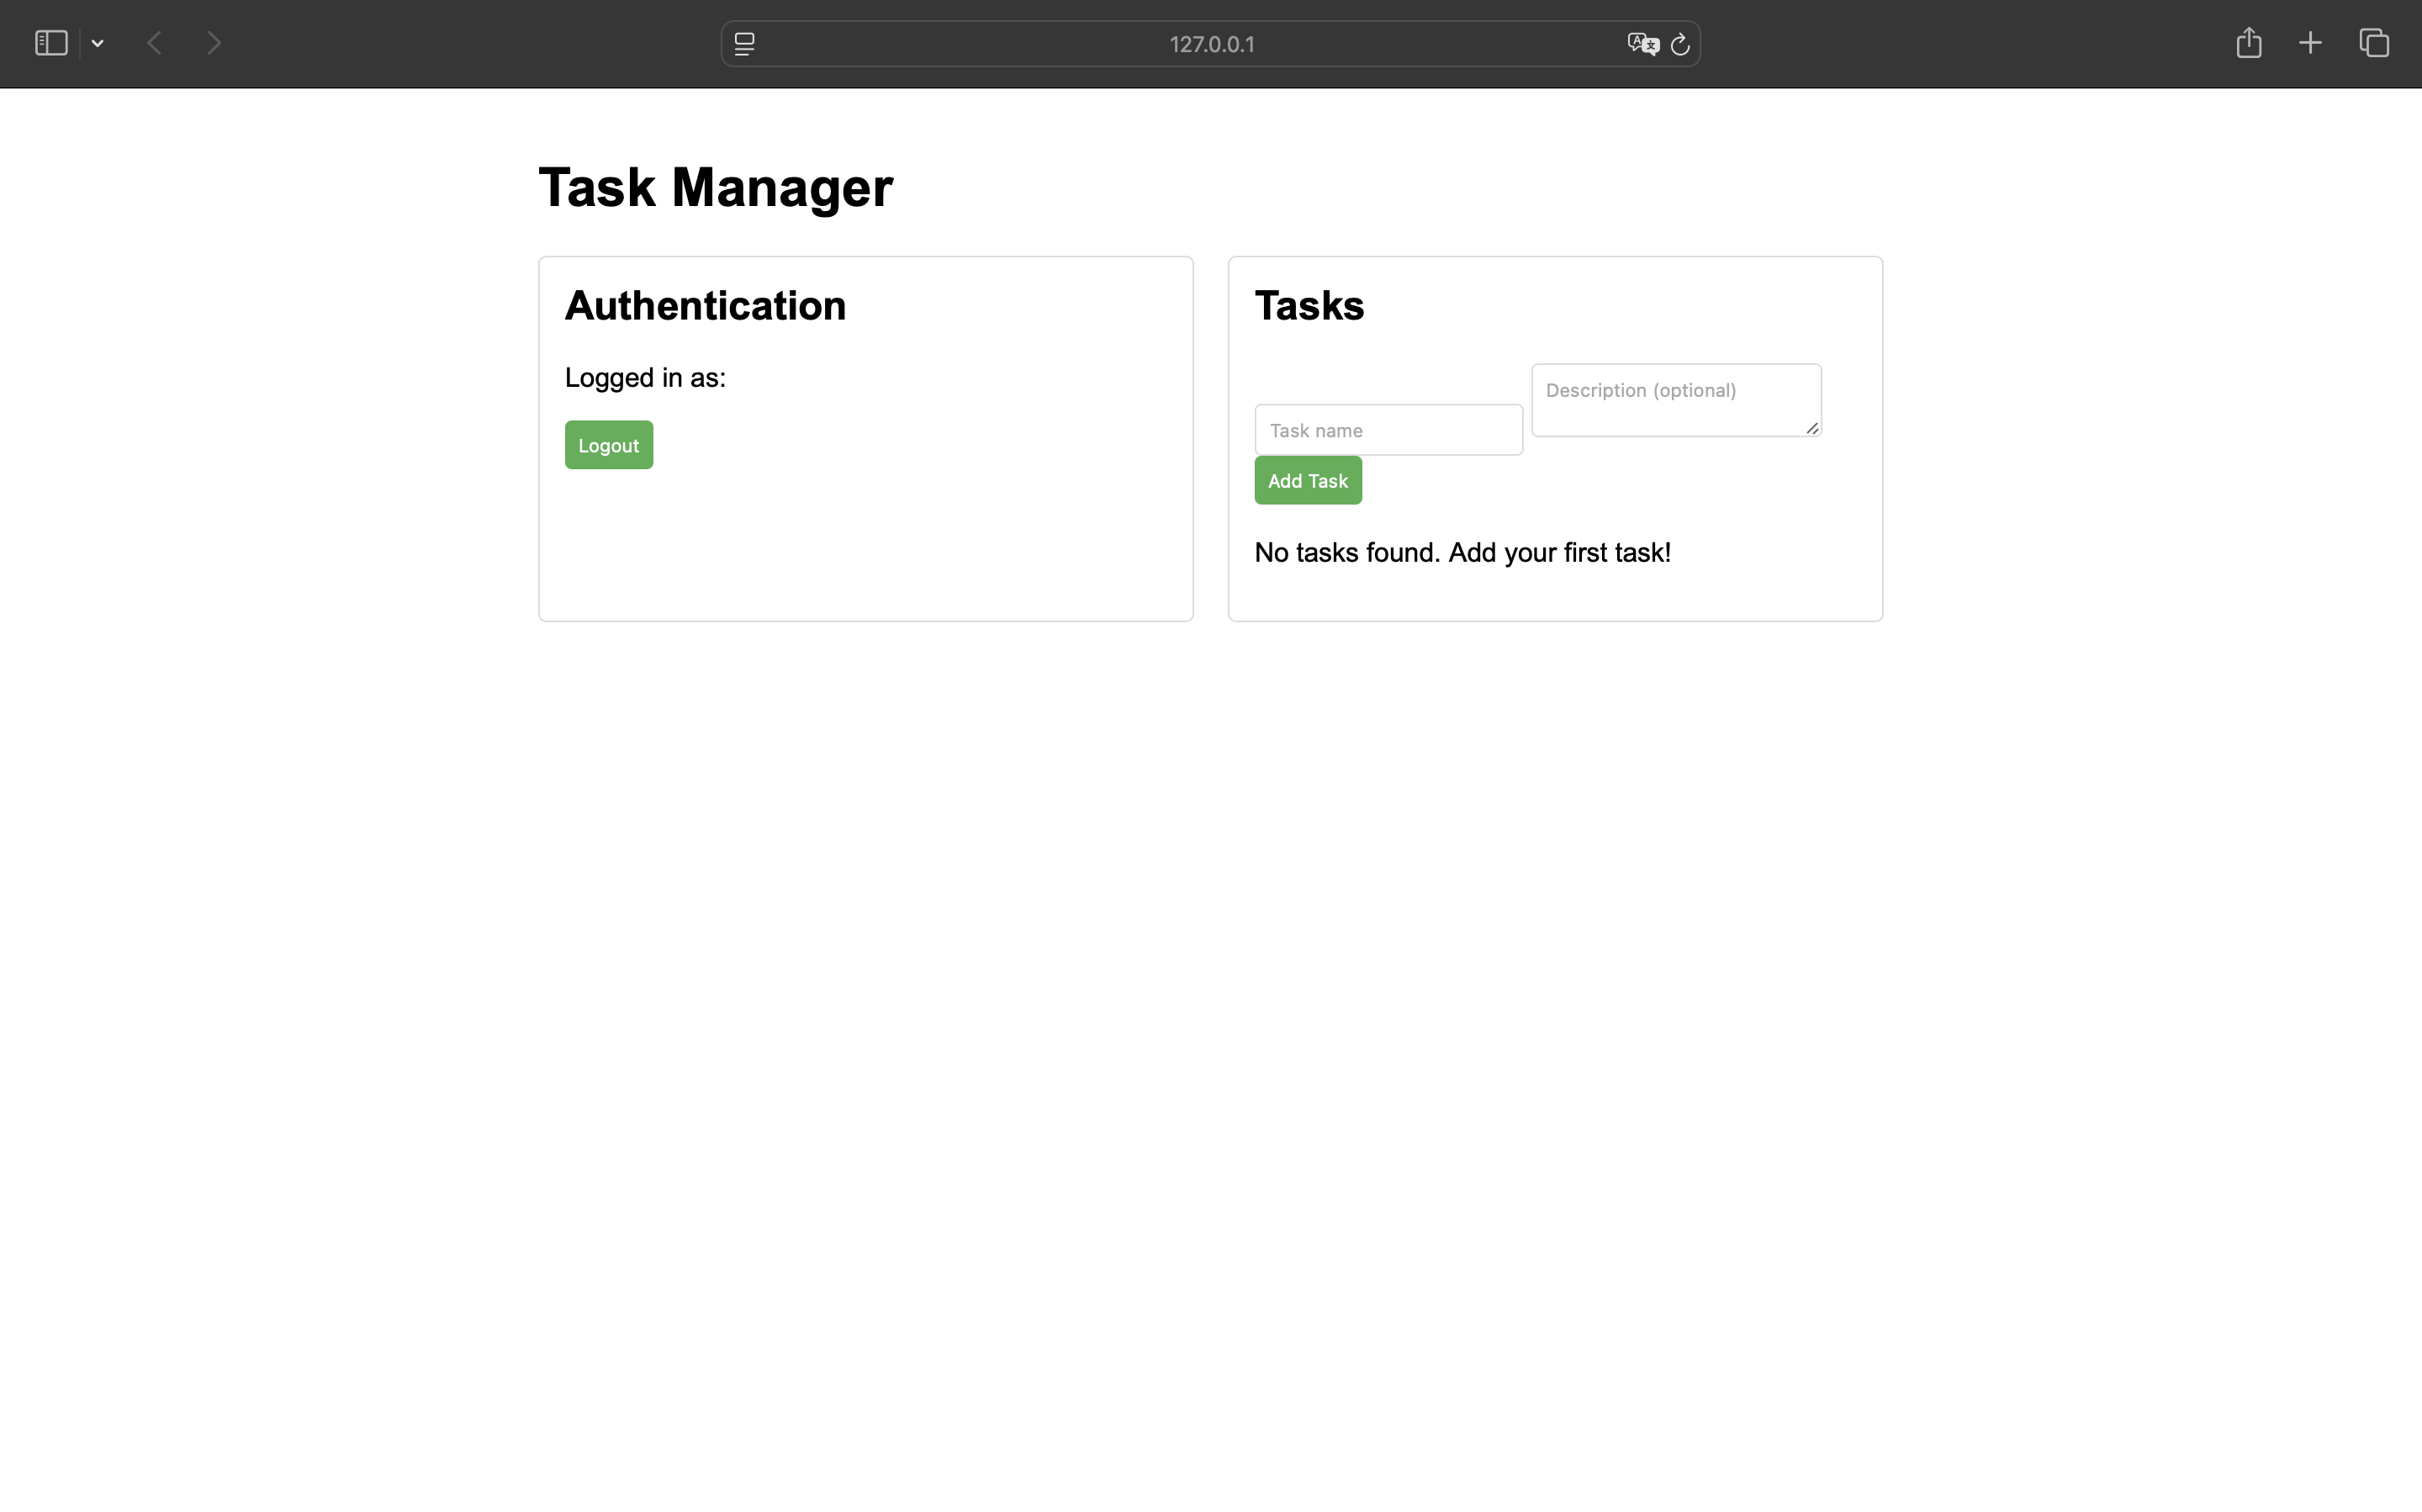 127.0.0.1
Task Manager
Authentication
Logged in as:
Logout
Tasks
Task name
Description (optional)
Add Task
No tasks found. Add your first task!